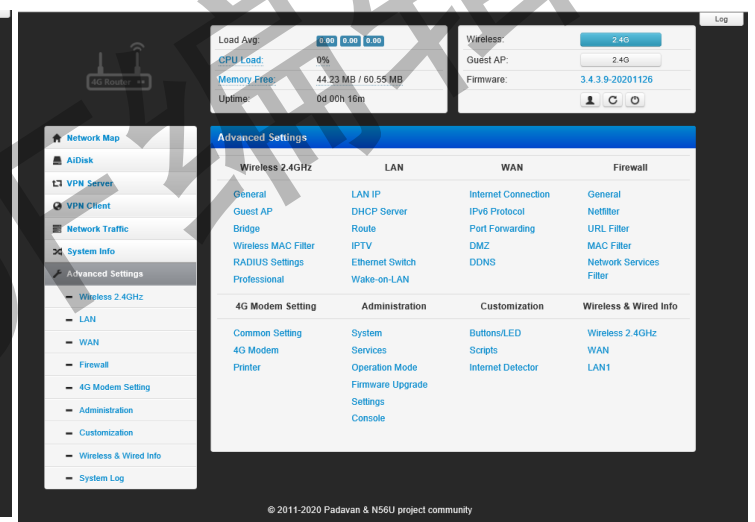 Log
4G Router
Load Avg: 0.00 0.00 0.00
CPU Load: 0%
Memory Free: 44.23 MB / 60.55 MB
Uptime: 0d 00h 16m
Wireless: 2.4G
Guest AP: 2.4G
Firmware: 3.4.3.9-20201126
Network Map
AiDisk
VPN Server
VPN Client
Network Traffic
System Info
Advanced Settings
Wireless 2.4GHz
LAN
WAN
Firewall
4G Modem Setting
Administration
Customization
Wireless & Wired Info
System Log
Advanced Settings
Wireless 2.4GHz LAN WAN Firewall
General LAN IP Internet Connection General
Guest AP DHCP Server IPv6 Protocol Netfilter
Bridge Route Port Forwarding URL Filter
Wireless MAC Filter IPTV DMZ MAC Filter
RADIUS Settings Ethernet Switch DDNS Network Services
Filter
Professional Wake-on-LAN
4G Modem Setting Administration Customization Wireless & Wired Info
Common Setting System Buttons/LED Wireless 2.4GHz
4G Modem Services Scripts WAN
Printer Operation Mode Internet Detector LAN1
Firmware Upgrade
Settings
Console
© 2011-2020 Padavan & N56U project community